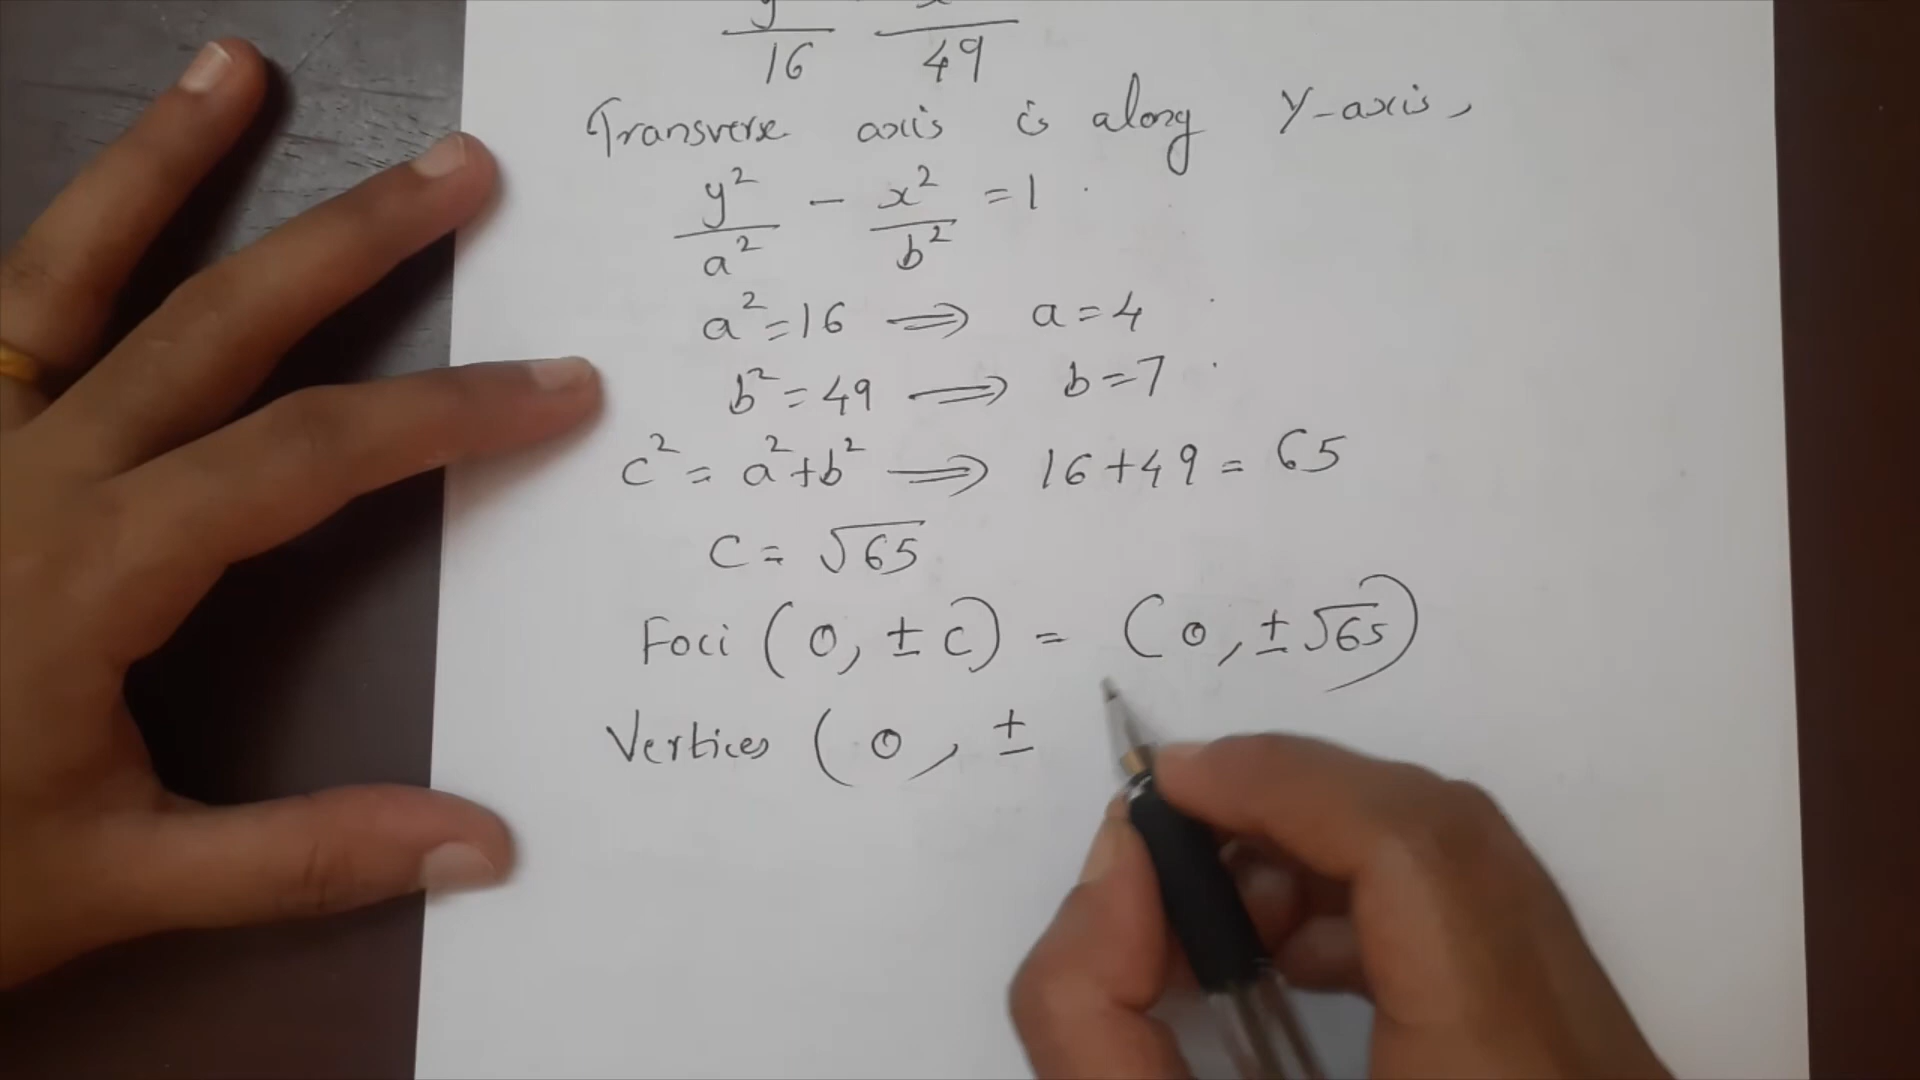 y x
16 49
Transverse axis is along Y-axis,
y² - x² = 1
a² b²
a² = 16 ⟹ a = 4
b² = 49 ⟹ b = 7
c² = a² + b² ⟹ 16 + 49 = 65
c = √65
Foci (0, ± c) = (0, ± √65)
Vertices (0, ±